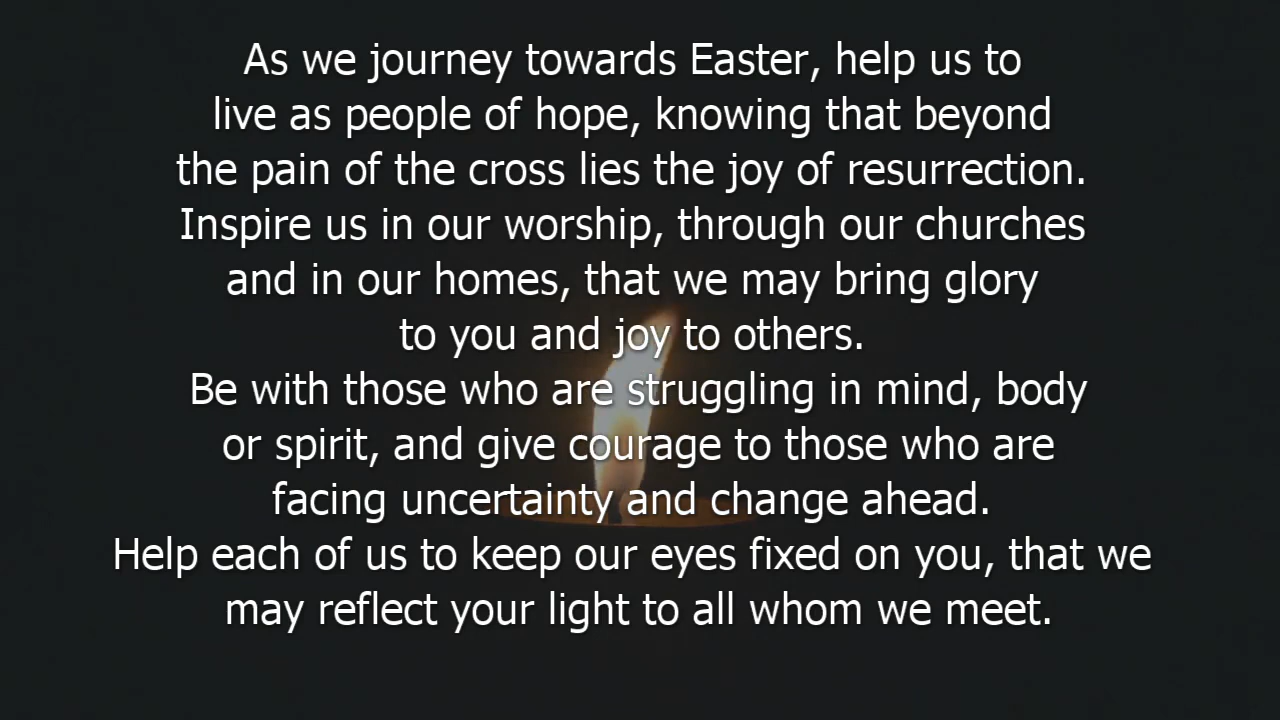 As we journey towards Easter, help us to
live as people of hope, knowing that beyond
the pain of the cross lies the joy of resurrection.
Inspire us in our worship, through our churches
and in our homes, that we may bring glory
to you and joy to others.
Be with those who are struggling in mind, body
or spirit, and give courage to those who are
facing uncertainty and change ahead.
Help each of us to keep our eyes fixed on you, that we
may reflect your light to all whom we meet.